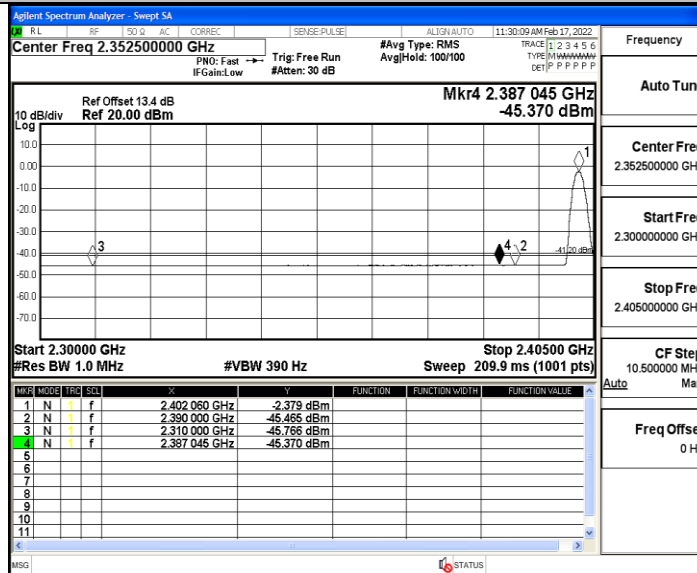 Agilent Spectrum Analyzer - Swept SA
RL RF 50 Ω AC CORREC SENSE:PULSE ALIGNAUTO 11:30:09 AM Feb 17, 2022
Center Freq 2.352500000 GHz
PNO: Fast
IFGain:Low
Trig: Free Run
#Atten: 30 dB
#Avg Type: RMS
Avg|Hold: 100/100
TRACE 1 2 3 4 5 6
TYPE M W W W W W
DET P P P P P P
Mkr4 2.387 045 GHz
-45.370 dBm
Ref Offset 13.4 dB
10 dB/div Ref 20.00 dBm
Log
10.0
0.00
-10.0
-20.0
-30.0
-40.0
-50.0
-60.0
-70.0
1
3
4
2
-41.20 dBm
Start 2.30000 GHz Stop 2.40500 GHz
#Res BW 1.0 MHz #VBW 390 Hz Sweep 209.9 ms (1001 pts)
MKR MODE TRC SCL X Y FUNCTION FUNCTION WIDTH FUNCTION VALUE
1 N 1 f 2.402 060 GHz -2.379 dBm
2 N 1 f 2.390 000 GHz -45.465 dBm
3 N 1 f 2.310 000 GHz -45.766 dBm
4 N 1 f 2.387 045 GHz -45.370 dBm
5
6
7
8
9
10
11
MSG STATUS
Frequency
Auto Tun
Center Fre
2.352500000 GH
Start Fre
2.300000000 GH
Stop Fre
2.405000000 GH
CF Step
10.500000 MH
Auto Ma
Freq Offse
0 H